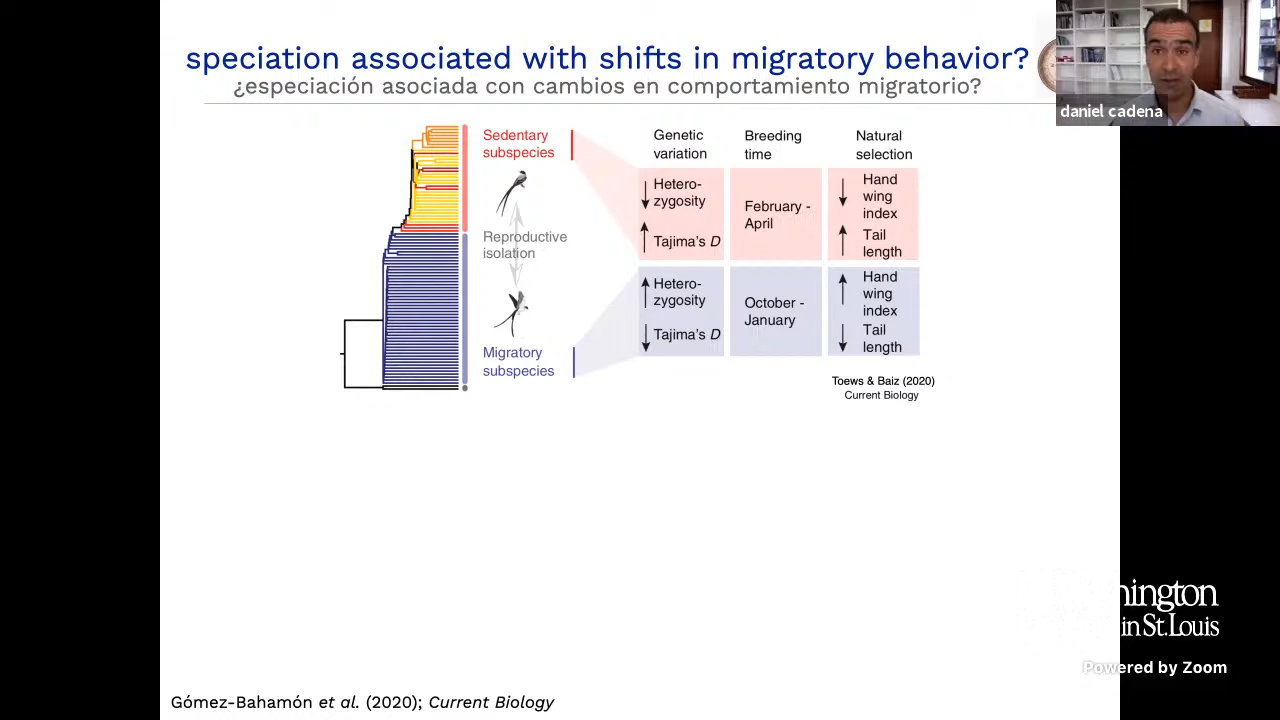 speciation associated with shifts in migratory behavior?
¿especiación asociada con cambios en comportamiento migratorio?
daniel cadena
Sedentary
subspecies
Reproductive
isolation
Migratory
subspecies
Genetic
variation
Breeding
time
Natural
selection
Hetero-
zygosity
Tajima's D
February -
April
Hand
wing
index
Tail
length
Hetero-
zygosity
Tajima's D
October -
January
Hand
wing
index
Tail
length
Toews & Baiz (2020)
Current Biology
in St. Louis
Powered by Zoom
Gómez-Bahamón et al. (2020); Current Biology